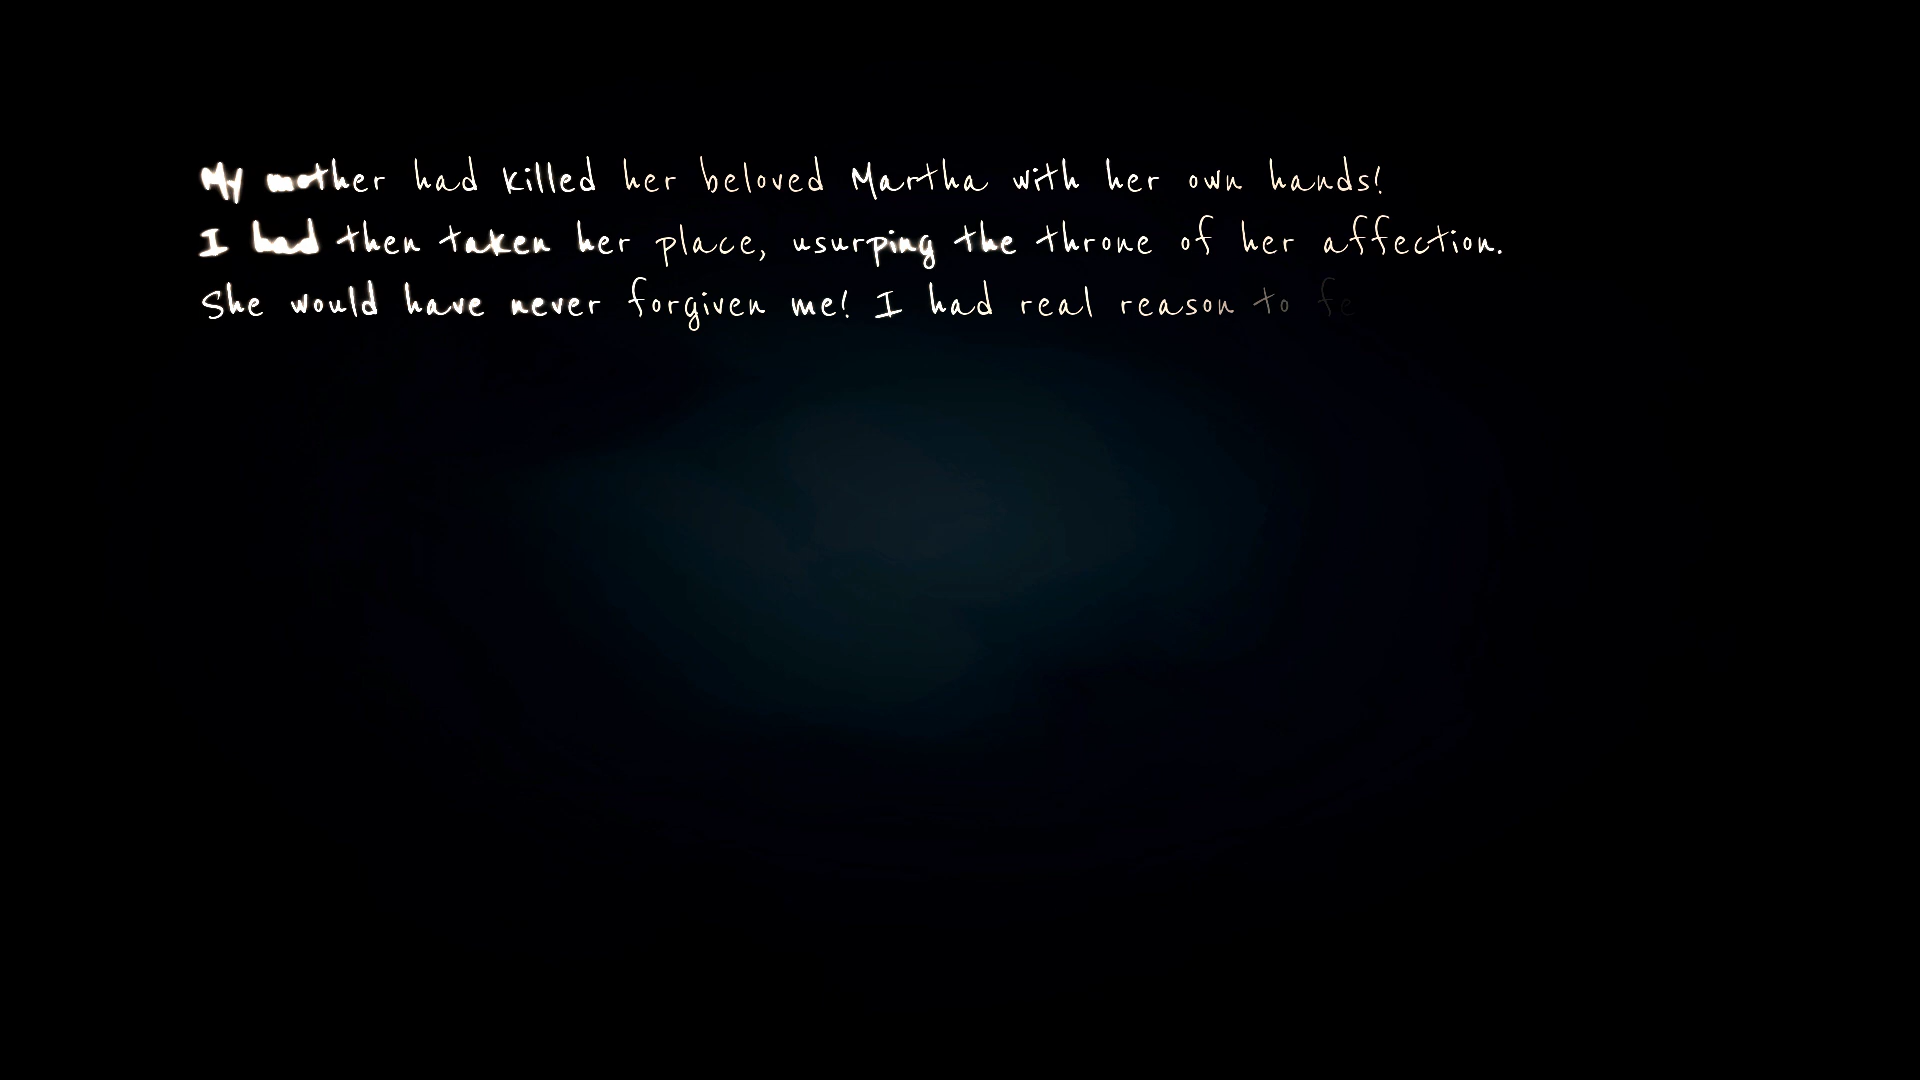 My mother had killed her beloved Martha with her own hands!
I had then taken her place, usurping the throne of her affection.
She would have never forgiven me! I had real reason to fe